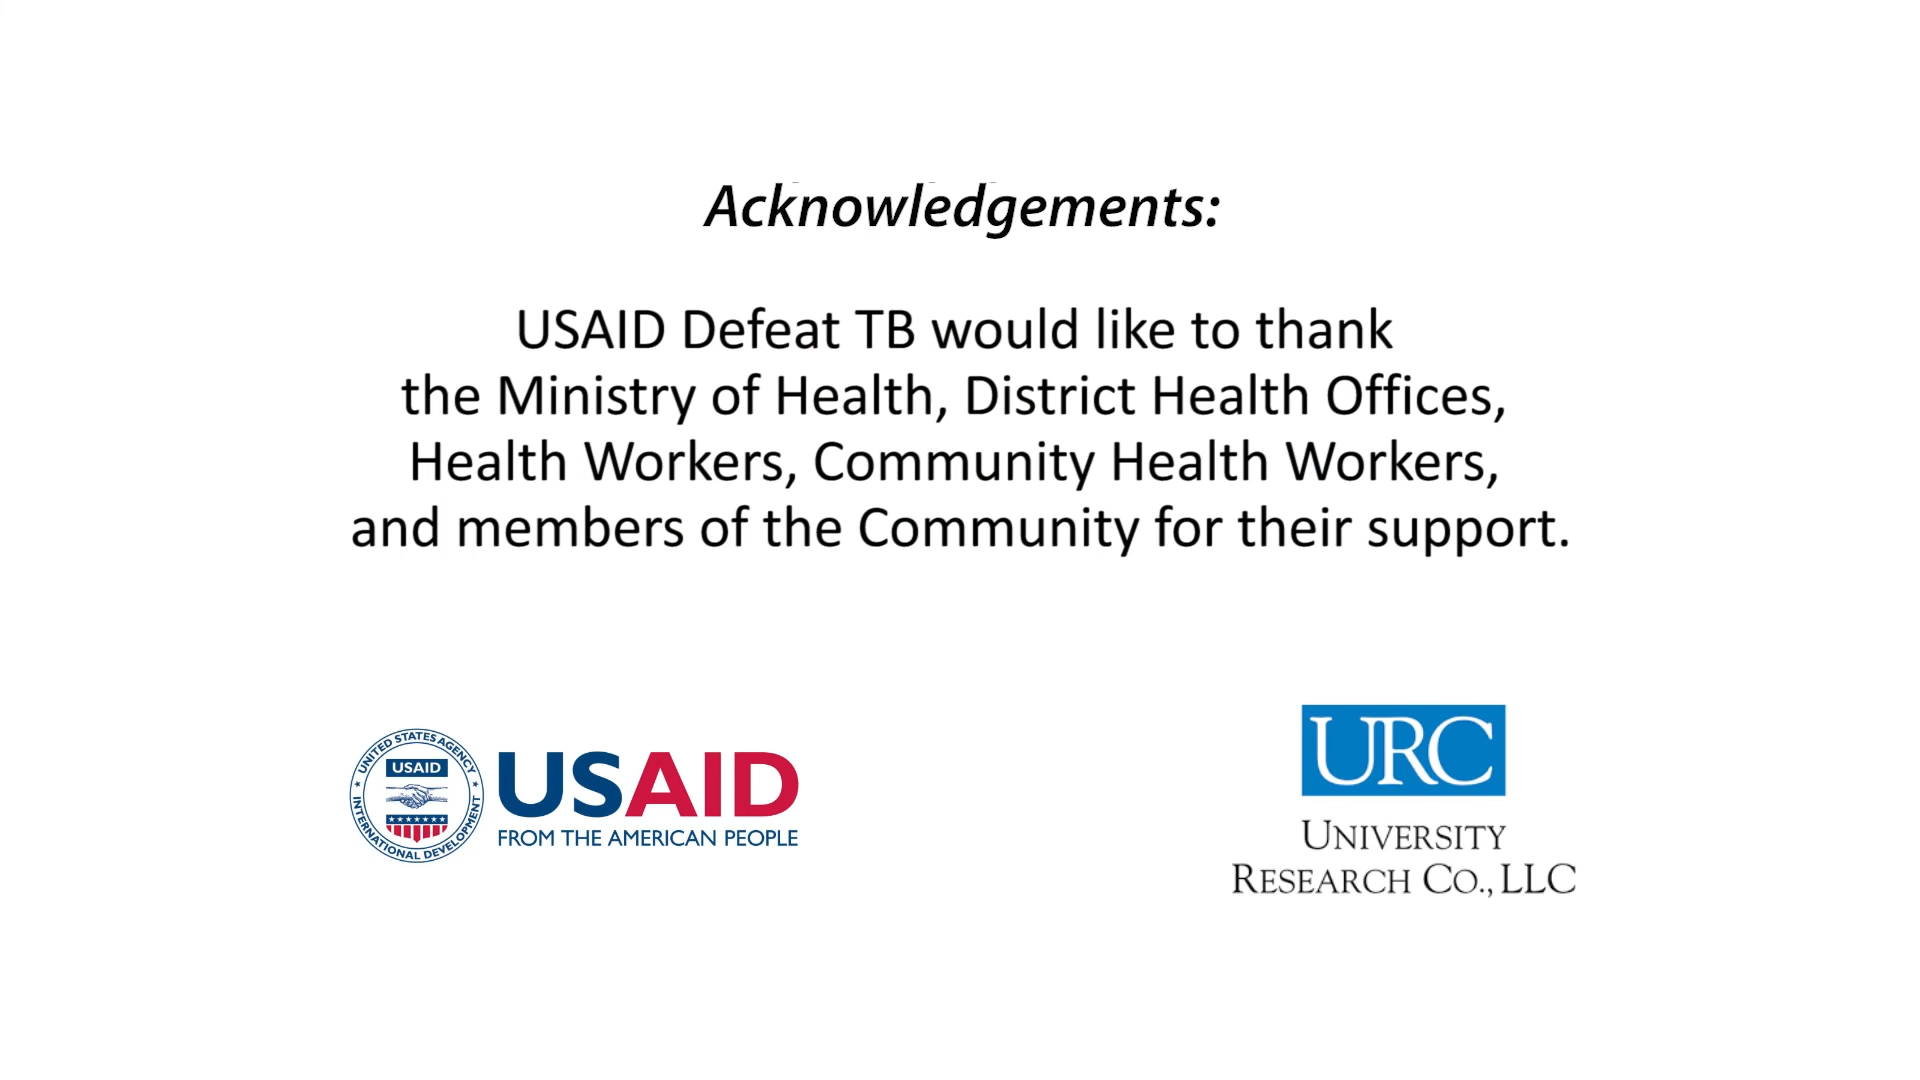 Acknowledgements:
USAID Defeat TB would like to thank
the Ministry of Health, District Health Offices,
Health Workers, Community Health Workers,
and members of the Community for their support.
UNITED STATES AGENCY
INTERNATIONAL DEVELOPMENT
USAID
USAID
FROM THE AMERICAN PEOPLE
URC
UNIVERSITY
RESEARCH CO., LLC